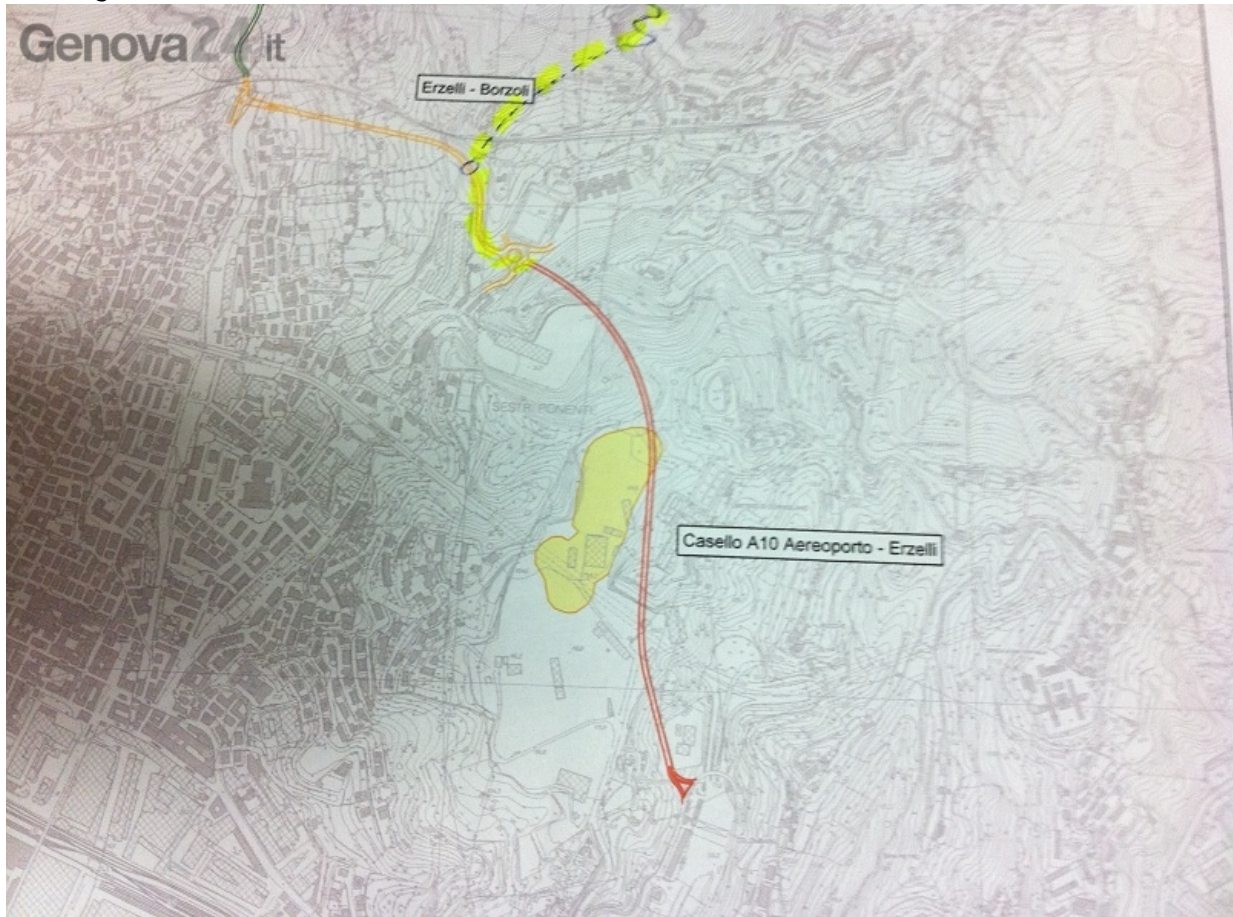 Genova24.it
Erzelli - Borzoli
SESTRI PONENTE
Casello A10 Aereoporto - Erzelli